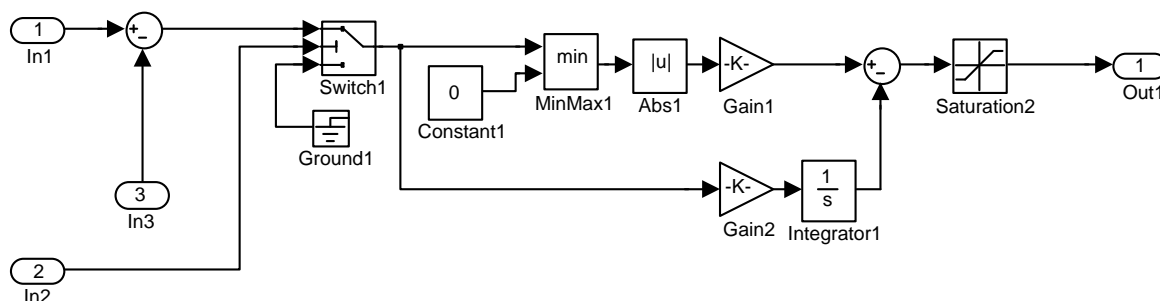 1
In1
+
−
Switch1
Ground1
0
Constant1
min
MinMax1
|u|
Abs1
-K-
Gain1
+
−
Saturation2
1
Out1
3
In3
-K-
Gain2
1
s
Integrator1
2
In2